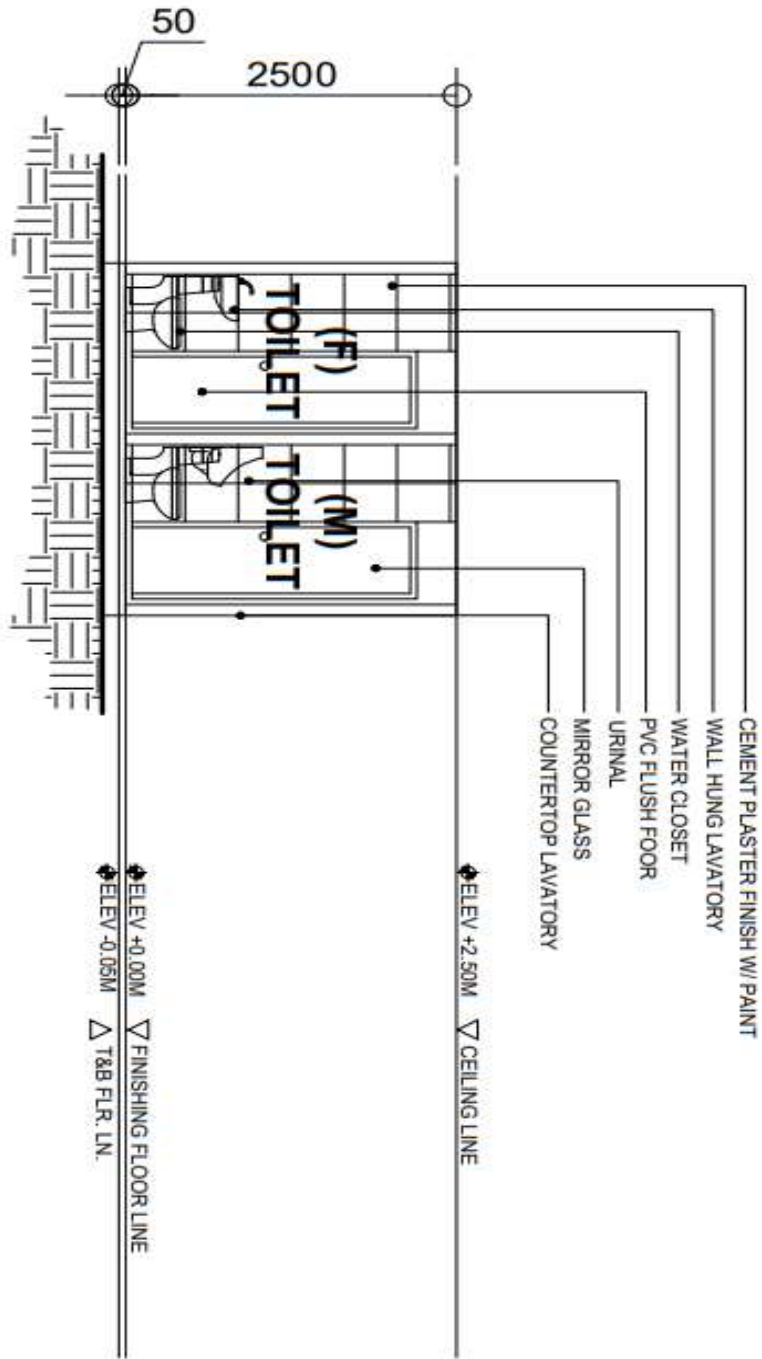 50
2500
CEMENT PLASTER FINISH W/ PAINT
WALL HUNG LAVATORY
WATER CLOSET
PVC FLUSH FOOR
URINAL
MIRROR GLASS
COUNTERTOP LAVATORY
(F)
TOILET
(M)
TOILET
ELEV +2.50M CEILING LINE
ELEV +0.00M FINISHING FLOOR LINE
ELEV -0.05M T&B FLR. LN.